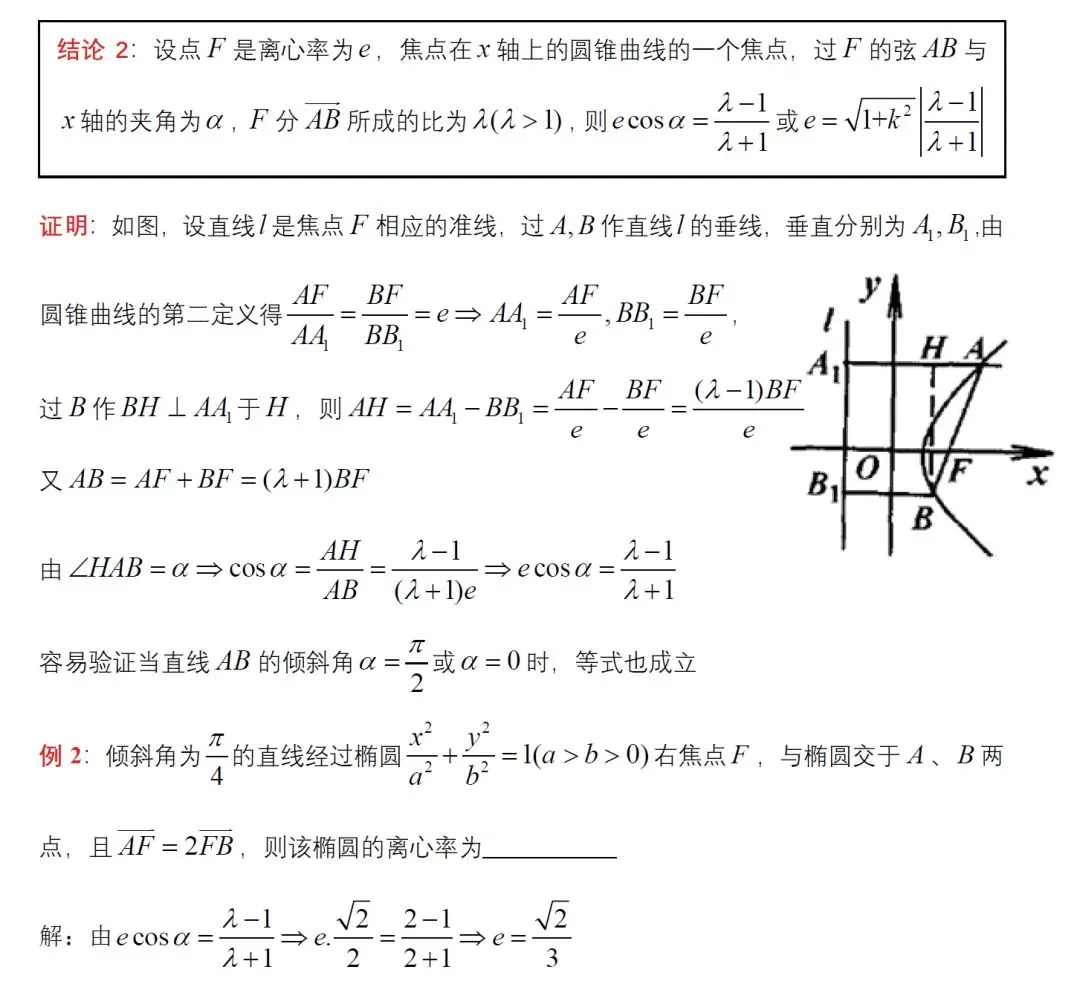 结论 2：设点 F 是离心率为 e，焦点在 x 轴上的圆锥曲线的一个焦点，过 F 的弦 AB 与
x 轴的夹角为 α，F 分 $\overrightarrow{AB}$ 所成的比为 λ(λ > 1)，则 $e\cos\alpha = \frac{\lambda-1}{\lambda+1}$ 或 $e = \sqrt{1+k^2}\left|\frac{\lambda-1}{\lambda+1}\right|$
证明：如图，设直线 l 是焦点 F 相应的准线，过 A, B 作直线 l 的垂线，垂直分别为 $A_1, B_1$,由
圆锥曲线的第二定义得 $\frac{AF}{AA_1} = \frac{BF}{BB_1} = e \Rightarrow AA_1 = \frac{AF}{e}, BB_1 = \frac{BF}{e}$，
过 B 作 $BH \perp AA_1$ 于 H，则 $AH = AA_1 - BB_1 = \frac{AF}{e} - \frac{BF}{e} = \frac{(\lambda-1)BF}{e}$
又 $AB = AF + BF = (\lambda+1)BF$
由 $\angle HAB = \alpha \Rightarrow \cos\alpha = \frac{AH}{AB} = \frac{\lambda-1}{(\lambda+1)e} \Rightarrow e\cos\alpha = \frac{\lambda-1}{\lambda+1}$
y
l
H A
$A_1$
O F x
$B_1$
B
容易验证当直线 AB 的倾斜角 $\alpha = \frac{\pi}{2}$ 或 $\alpha = 0$ 时，等式也成立
例 2：倾斜角为 $\frac{\pi}{4}$ 的直线经过椭圆 $\frac{x^2}{a^2} + \frac{y^2}{b^2} = 1(a > b > 0)$ 右焦点 F，与椭圆交于 A、B 两
点，且 $\overrightarrow{AF} = 2\overrightarrow{FB}$，则该椭圆的离心率为__________
解：由 $e\cos\alpha = \frac{\lambda-1}{\lambda+1} \Rightarrow e.\frac{\sqrt{2}}{2} = \frac{2-1}{2+1} \Rightarrow e = \frac{\sqrt{2}}{3}$